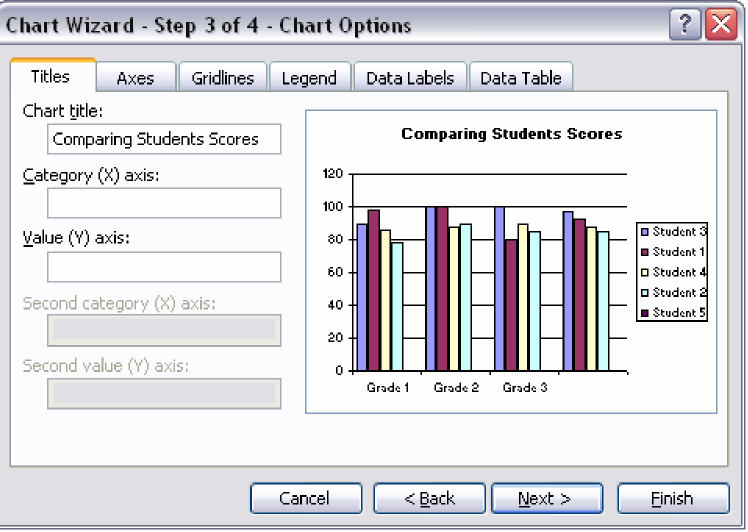 Chart Wizard - Step 3 of 4 - Chart Options
Titles Axes Gridlines Legend Data Labels Data Table
Chart title:
Comparing Students Scores
Category (X) axis:
Value (Y) axis:
Second category (X) axis:
Second value (Y) axis:
Comparing Students Scores
120
100
80
60
40
20
0
Grade 1 Grade 2 Grade 3
Student 3
Student 1
Student 4
Student 2
Student 5
Cancel < Back Next > Finish